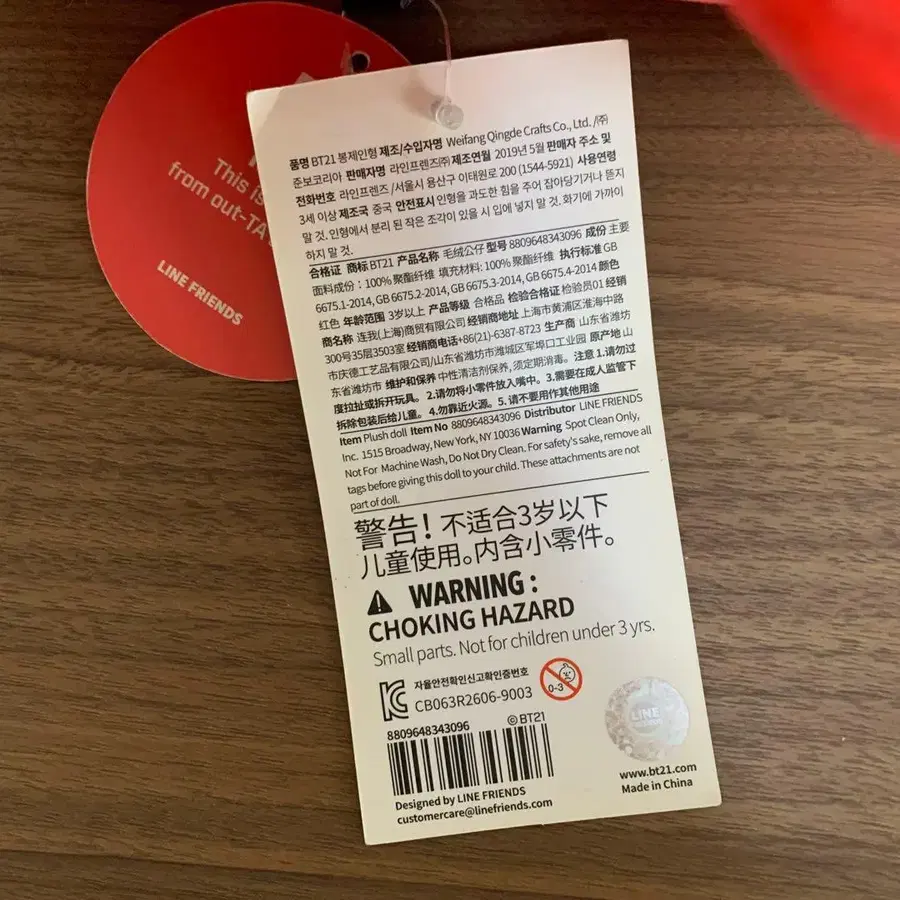 This is
from out-TA
LINE FRIENDS
품명 BT21 봉제인형 제조/수입자명 Weifang Qingde Crafts Co., Ltd. /㈜
준보코리아 판매자명 라인프렌즈㈜ 제조연월 2019년 5월 판매자 주소 및
전화번호 라인프렌즈 /서울시 용산구 이태원로 200 (1544-5921) 사용연령
3세 이상 제조국 중국 안전표시 인형을 과도한 힘을 주어 잡아당기거나 뜯지
말 것. 인형에서 분리 된 작은 조각이 있을 시 입에 넣지 말 것. 화기에 가까이
하지 말 것.
合格证 商标 BT21 产品名称 毛绒公仔 型号 8809648343096 成份 主要
面料成份：100% 聚酯纤维 填充材料: 100% 聚酯纤维 执行标准 GB
6675.1-2014, GB 6675.2-2014, GB 6675.3-2014, GB 6675.4-2014 颜色
红色 年龄范围 3岁以上 产品等级 合格品 检验合格证 检验员01 经销
商名称 连我(上海)商贸有限公司 经销商地址 上海市黄浦区淮海中路
300号35层3503室 经销商电话 +86(21)-6387-8723 生产商 山东省潍坊
市庆德工艺品有限公司/山东省潍坊市潍城区军埠口工业园 原产地 山
东省潍坊市 维护和保养 中性清洁剂保养, 须定期消毒。注意 1.请勿过
度拉扯或拆开玩具。 2.请勿将小零件放入嘴中。3.需要在成人监管下
拆除包装后给儿童。 4.勿靠近火源。5. 请不要用作其他用途
Item Plush doll Item No 8809648343096 Distributor LINE FRIENDS
Inc. 1515 Broadway, New York, NY 10036 Warning Spot Clean Only,
Not For Machine Wash, Do Not Dry Clean. For safety's sake, remove all
tags before giving this doll to your child. These attachments are not
part of doll.
警告！不适合3岁以下
儿童使用。内含小零件。
WARNING :
CHOKING HAZARD
Small parts. Not for children under 3 yrs.
자율안전확인신고확인증번호
CB063R2606-9003
0-3
8809648343096 ©BT21
LINE
Designed by LINE FRIENDS
customercare@linefriends.com
www.bt21.com
Made in China